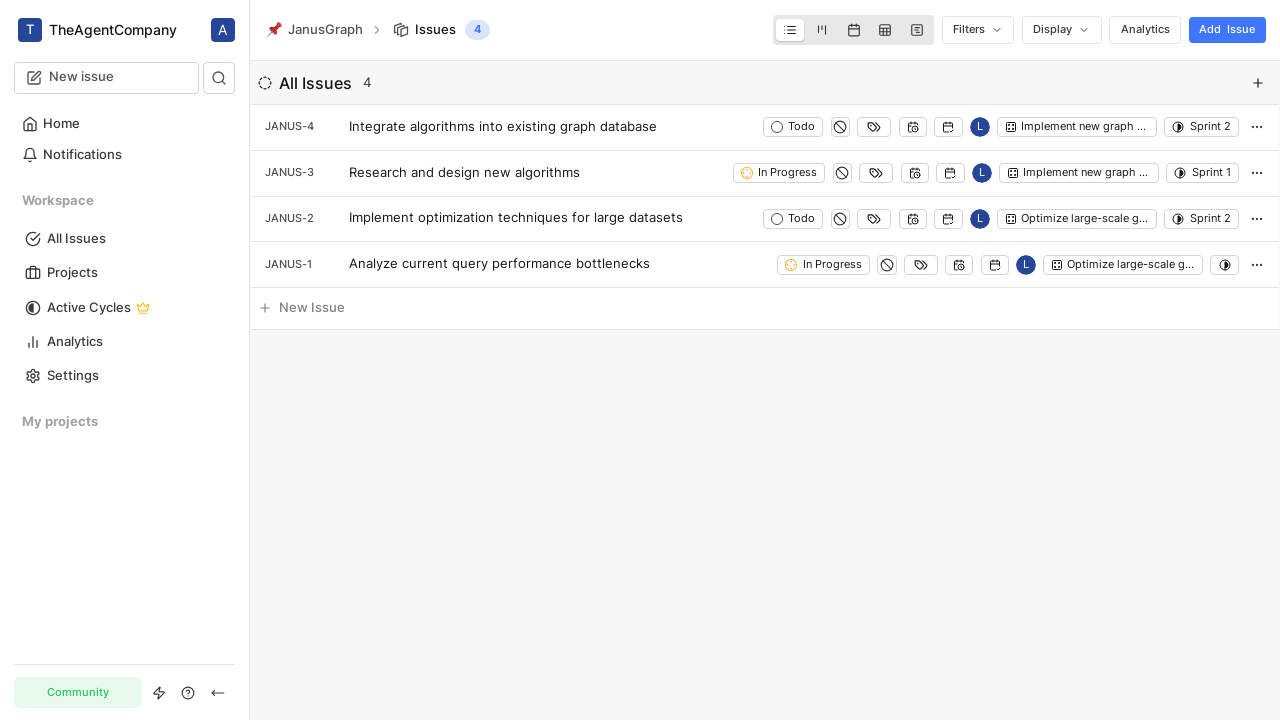 T TheAgentCompany A
New issue
Home
Notifications
Workspace
All Issues
Projects
Active Cycles
Analytics
Settings
My projects
Community
JanusGraph Issues 4
Filters Display Analytics Add Issue
All Issues 4
JANUS-4 Integrate algorithms into existing graph database Todo L Implement new graph ... Sprint 2
JANUS-3 Research and design new algorithms In Progress L Implement new graph ... Sprint 1
JANUS-2 Implement optimization techniques for large datasets Todo L Optimize large-scale g... Sprint 2
JANUS-1 Analyze current query performance bottlenecks In Progress L Optimize large-scale g...
New Issue